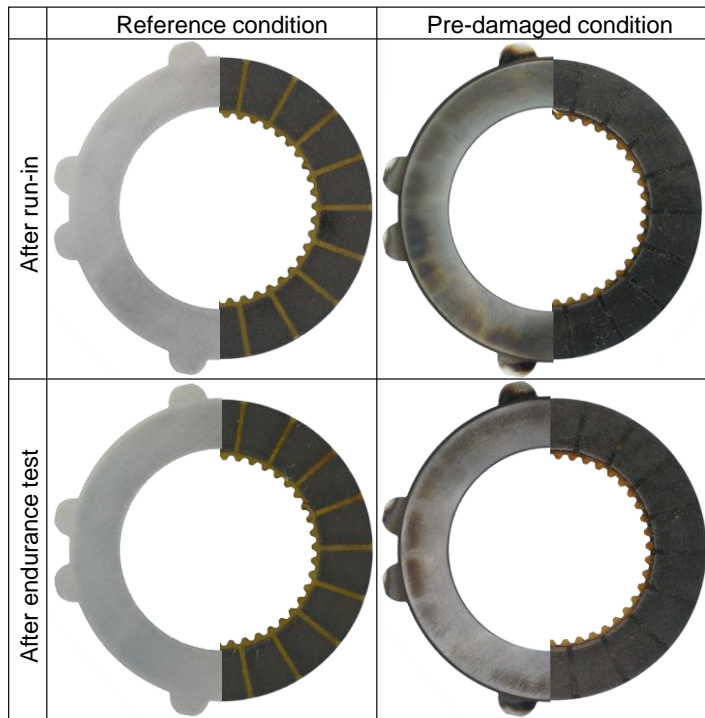 Reference condition
Pre-damaged condition
After run-in
After endurance test